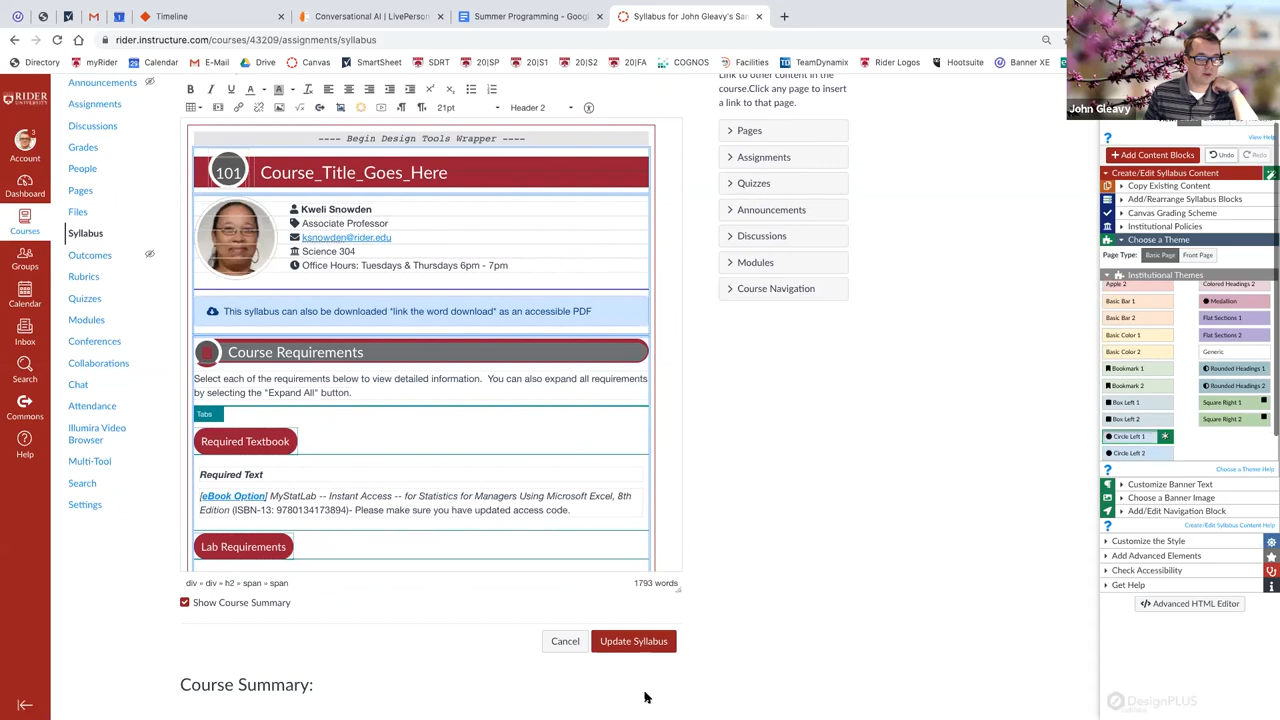 Timeline
Conversational AI | LivePerson
Summer Programming - Goog
Syllabus for John Gleavy's San
rider.instructure.com/courses/43209/assignments/syllabus
Directory
myRider
Calendar
E-Mail
Drive
Canvas
SmartSheet
SDRT
20|SP
20|S1
20|S2
20|FA
COGNOS
Facilities
TeamDynamix
Rider Logos
Hootsuite
Banner XE
John Gleavy
RIDER
UNIVERSITY
3
Account
Dashboard
Courses
Groups
Calendar
Inbox
Search
Commons
Help
Announcements
Assignments
Discussions
Grades
People
Pages
Files
Syllabus
Outcomes
Rubrics
Quizzes
Modules
Conferences
Collaborations
Chat
Attendance
Illumira Video
Browser
Multi-Tool
Search
Settings
21pt
Header 2
---- Begin Design Tools Wrapper ----
101
Course_Title_Goes_Here
Kweli Snowden
Associate Professor
ksnowden@rider.edu
Science 304
Office Hours: Tuesdays & Thursdays 6pm - 7pm
This syllabus can also be downloaded *link the word download* as an accessible PDF
Course Requirements
Select each of the requirements below to view detailed information. You can also expand all requirements
by selecting the "Expand All" button.
Tabs
Required Textbook
Required Text
[eBook Option] MyStatLab -- Instant Access -- for Statistics for Managers Using Microsoft Excel, 8th
Edition (ISBN-13: 9780134173894)- Please make sure you have updated access code.
Lab Requirements
div » div » h2 » span » span
1793 words
Show Course Summary
Cancel
Update Syllabus
Course Summary:
Link to other content in the
course.Click any page to insert
a link to that page.
Pages
Assignments
Quizzes
Announcements
Discussions
Modules
Course Navigation
View Help
+ Add Content Blocks
Undo
Redo
Create/Edit Syllabus Content
Copy Existing Content
Add/Rearrange Syllabus Blocks
Canvas Grading Scheme
Institutional Policies
Choose a Theme
Page Type:
Basic Page
Front Page
Institutional Themes
Apple 2
Colored Headings 2
Basic Bar 1
Medallion
Basic Bar 2
Flat Sections 1
Basic Color 1
Flat Sections 2
Basic Color 2
Generic
Bookmark 1
Rounded Headings 1
Bookmark 2
Rounded Headings 2
Box Left 1
Square Right 1
Box Left 2
Square Right 2
Circle Left 1
Circle Left 2
Choose a Theme Help
Customize Banner Text
Choose a Banner Image
Add/Edit Navigation Block
Create/Edit Syllabus Content Help
Customize the Style
Add Advanced Elements
Check Accessibility
Get Help
</> Advanced HTML Editor
DesignPLUS